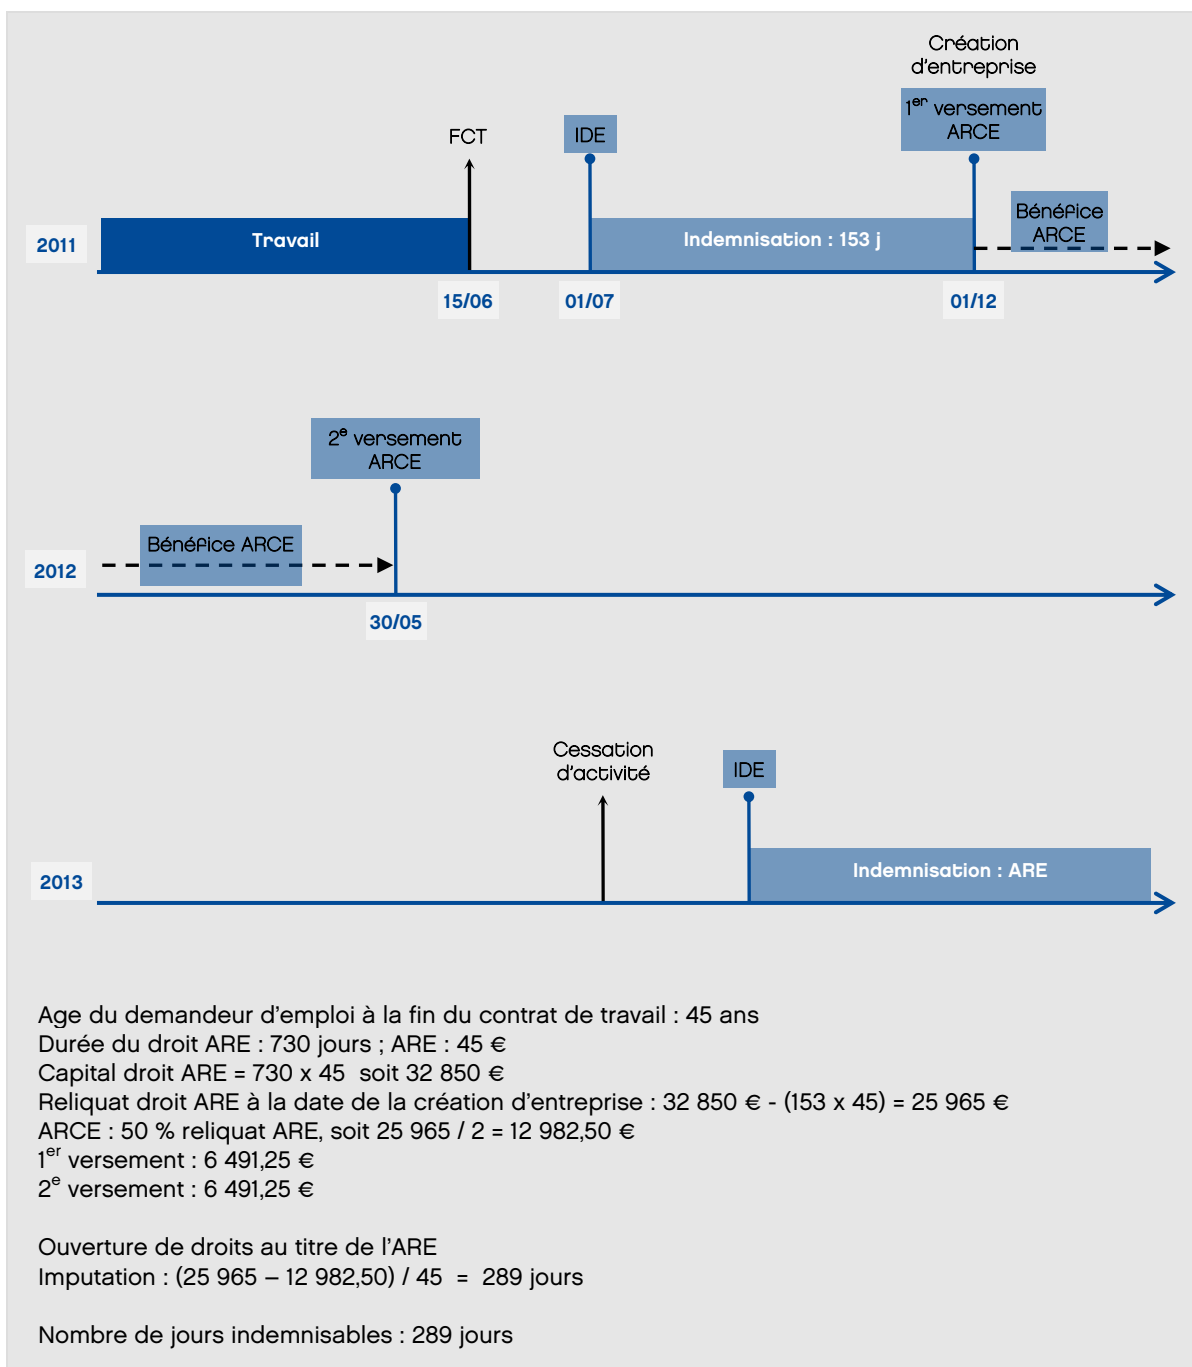 Création
d'entreprise
1er versement
ARCE
FCT
IDE
Bénéfice
ARCE
2011
Travail
Indemnisation : 153 j
15/06
01/07
01/12
2e versement
ARCE
Bénéfice ARCE
2012
30/05
Cessation
d'activité
IDE
2013
Indemnisation : ARE
Age du demandeur d'emploi à la fin du contrat de travail : 45 ans
Durée du droit ARE : 730 jours ; ARE : 45 €
Capital droit ARE = 730 x 45 soit 32 850 €
Reliquat droit ARE à la date de la création d'entreprise : 32 850 € - (153 x 45) = 25 965 €
ARCE : 50 % reliquat ARE, soit 25 965 / 2 = 12 982,50 €
1er versement : 6 491,25 €
2e versement : 6 491,25 €
Ouverture de droits au titre de l'ARE
Imputation : (25 965 – 12 982,50) / 45 = 289 jours
Nombre de jours indemnisables : 289 jours